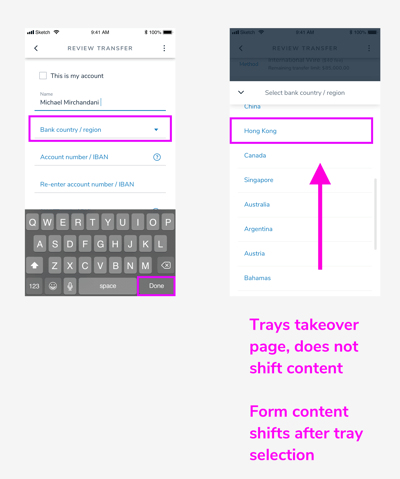 Sketch 9:41 AM 100%
REVIEW TRANSFER
This is my account
Name
Michael Mirchandani
Bank country / region
Account number / IBAN
Re-enter account number / IBAN
Q W E R T Y U I O P
A S D F G H J K L
Z X C V B N M
123 space Done
Sketch 9:41 AM 100%
REVIEW TRANSFER
Select bank country / region
China
Hong Kong
Canada
Singapore
Australia
Argentina
Austria
Bahamas
Trays takeover
page, does not
shift content
Form content
shifts after tray
selection